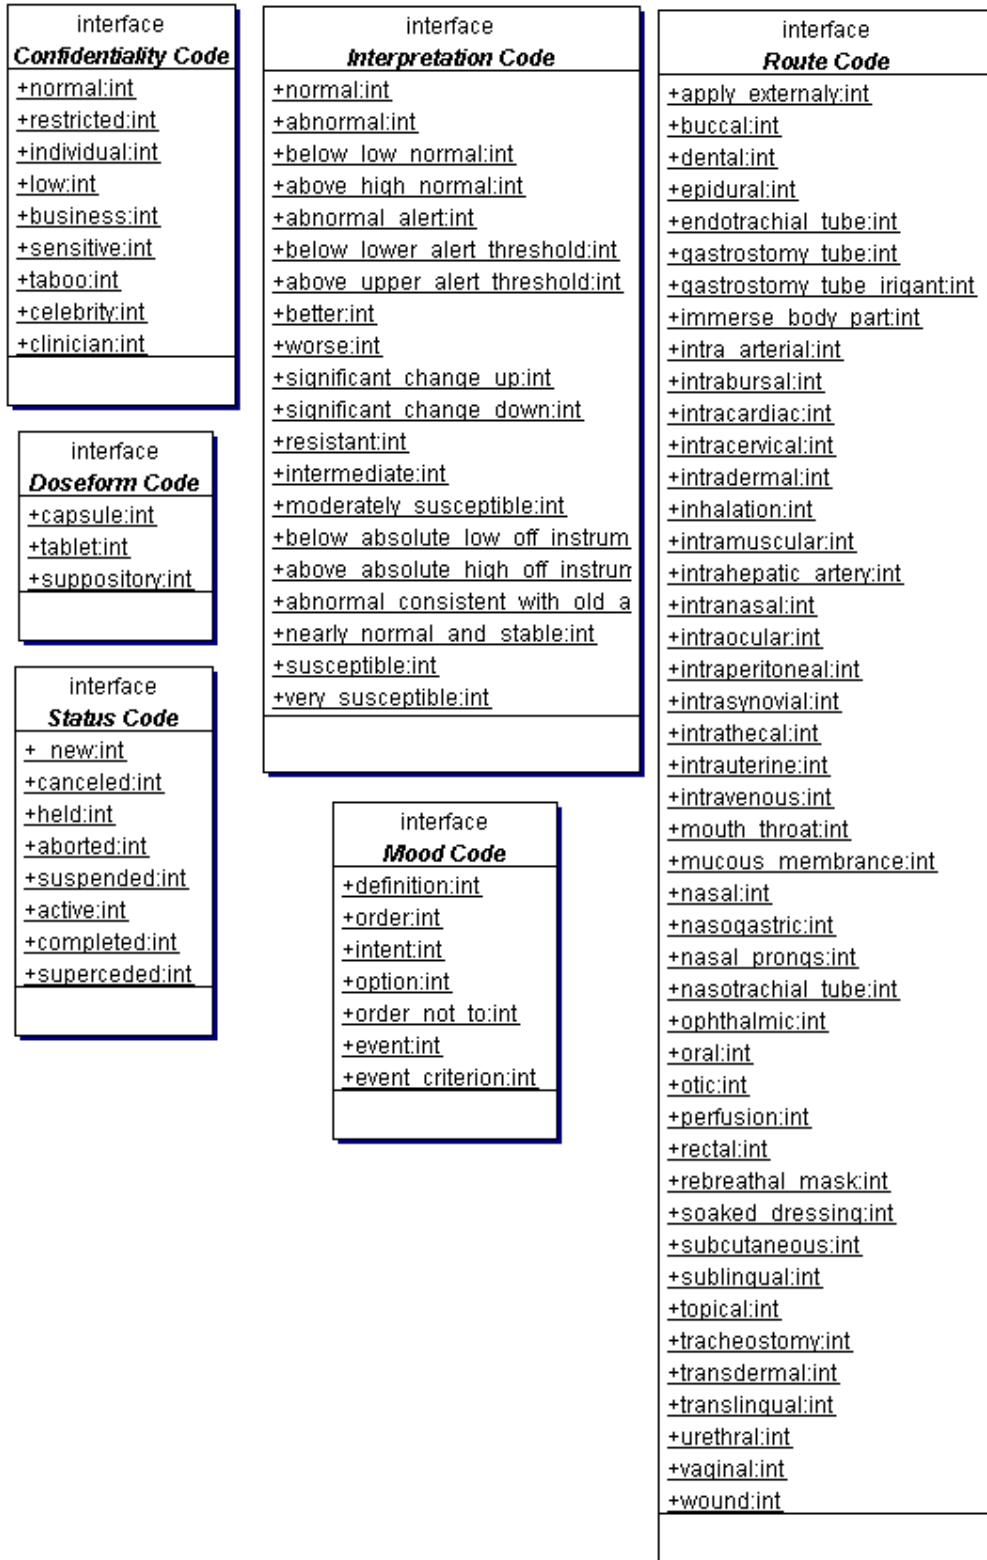 interface
Confidentiality Code
+normal:int
+restricted:int
+individual:int
+low:int
+business:int
+sensitive:int
+taboo:int
+celebrity:int
+clinician:int
interface
Doseform Code
+capsule:int
+tablet:int
+suppository:int
interface
Status Code
+_new:int
+canceled:int
+held:int
+aborted:int
+suspended:int
+active:int
+completed:int
+superceded:int
interface
Interpretation Code
+normal:int
+abnormal:int
+below_low_normal:int
+above_high_normal:int
+abnormal_alert:int
+below_lower_alert_threshold:int
+above_upper_alert_threshold:int
+better:int
+worse:int
+significant_change_up:int
+significant_change_down:int
+resistant:int
+intermediate:int
+moderately_susceptible:int
+below_absolute_low_off_instrum
+above_absolute_high_off_instrum
+abnormal_consistent_with_old_a
+nearly_normal_and_stable:int
+susceptible:int
+very_susceptible:int
interface
Mood Code
+definition:int
+order:int
+intent:int
+option:int
+order_not_to:int
+event:int
+event_criterion:int
interface
Route Code
+apply_externaly:int
+buccal:int
+dental:int
+epidural:int
+endotrachial_tube:int
+gastrostomy_tube:int
+gastrostomy_tube_irigant:int
+immerse_body_part:int
+intra_arterial:int
+intrabursal:int
+intracardiac:int
+intracervical:int
+intradermal:int
+inhalation:int
+intramuscular:int
+intrahepatic_artery:int
+intranasal:int
+intraocular:int
+intraperitoneal:int
+intrasynovial:int
+intrathecal:int
+intrauterine:int
+intravenous:int
+mouth_throat:int
+mucous_membrance:int
+nasal:int
+nasogastric:int
+nasal_prongs:int
+nasotrachial_tube:int
+ophthalmic:int
+oral:int
+otic:int
+perfusion:int
+rectal:int
+rebreathal_mask:int
+soaked_dressing:int
+subcutaneous:int
+sublingual:int
+topical:int
+tracheostomy:int
+transdermal:int
+translingual:int
+urethral:int
+vaginal:int
+wound:int